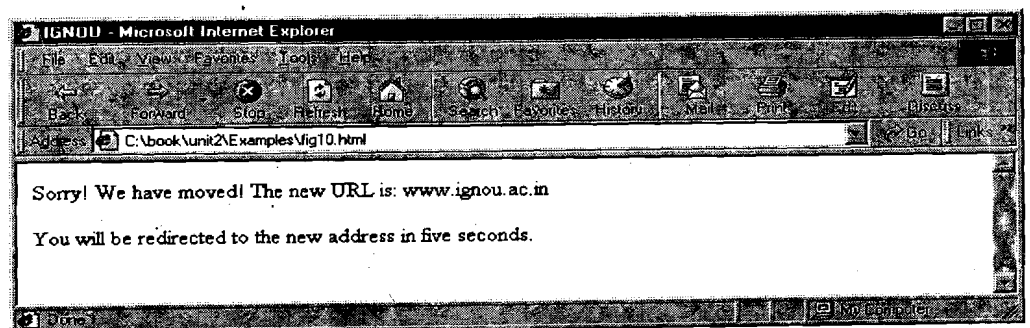 IGNOU - Microsoft Internet Explorer
File Edit View Favorites Tools Help
Back Forward Stop Refresh Home Search Favorites History Mail Print Edit Discuss
Address C:\book\unit2\Examples\fig10.html Go Links »
Sorry! We have moved! The new URL is: www.ignou.ac.in
You will be redirected to the new address in five seconds.
Done My Computer